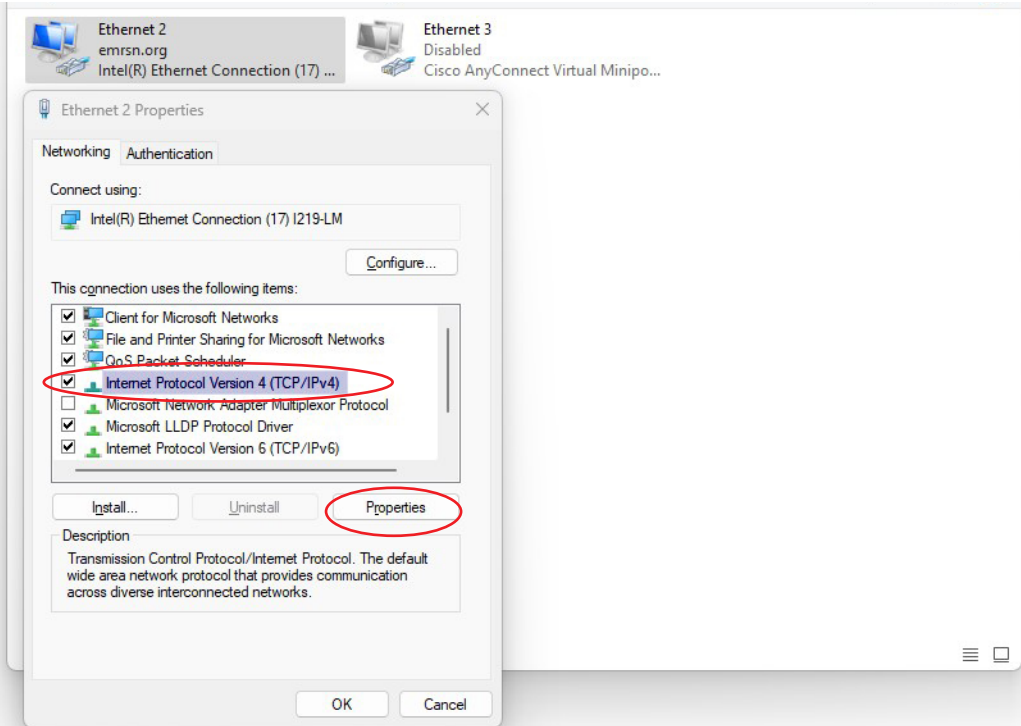 Ethernet 2
emrsn.org
Intel(R) Ethernet Connection (17) ...
Ethernet 3
Disabled
Cisco AnyConnect Virtual Minipo...
Ethernet 2 Properties
Networking
Authentication
Connect using:
Intel(R) Ethernet Connection (17) I219-LM
Configure...
This connection uses the following items:
Client for Microsoft Networks
File and Printer Sharing for Microsoft Networks
QoS Packet Scheduler
Internet Protocol Version 4 (TCP/IPv4)
Microsoft Network Adapter Multiplexor Protocol
Microsoft LLDP Protocol Driver
Internet Protocol Version 6 (TCP/IPv6)
Install...
Uninstall
Properties
Description
Transmission Control Protocol/Internet Protocol. The default
wide area network protocol that provides communication
across diverse interconnected networks.
OK
Cancel